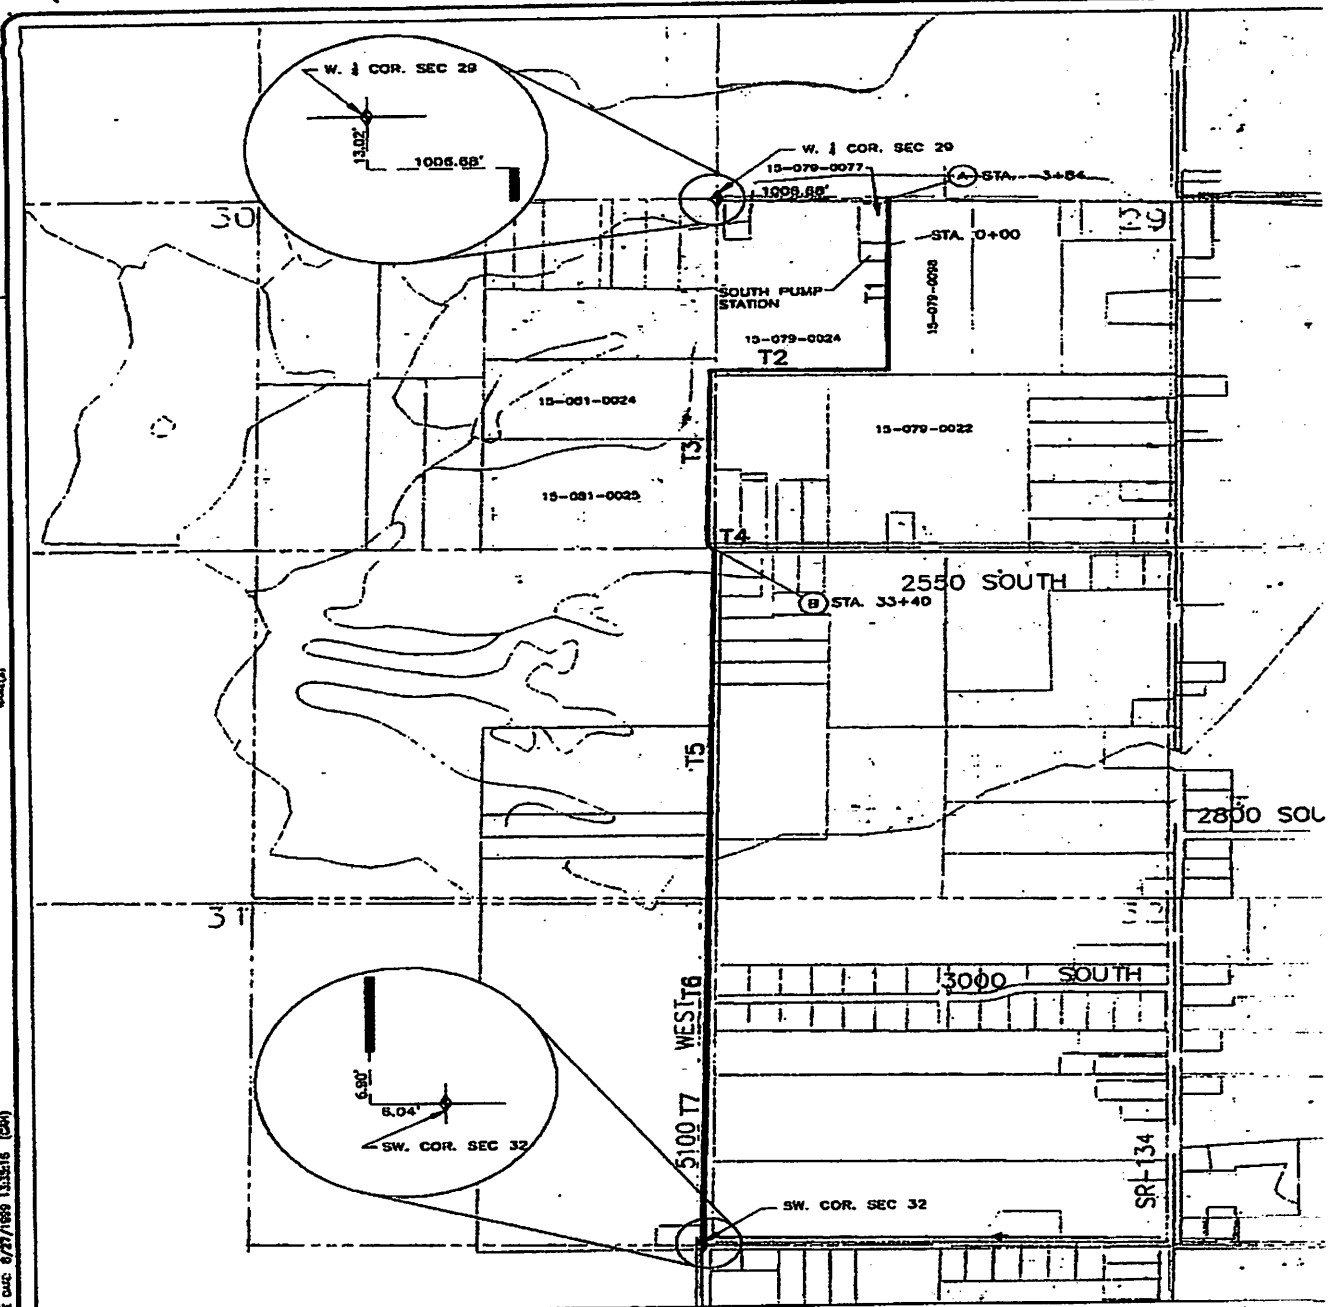 W. ¼ COR. SEC 29
13.02'
1006.68'
W. ¼ COR. SEC 29
15-079-0077
1006.68'
A STA. -3+84
30
STA. 0+00
SOUTH PUMP
STATION
T1
15-079-0098
15-079-0024
T2
15-081-0024
15-079-0022
T3
15-081-0025
T4
2550 SOUTH
B STA. 33+40
T5
2800 SOU
31
3000 SOUTH
WEST T6
6.90'
6.04'
SW. COR. SEC 32
5100 T7
SR-134
SW. COR. SEC 32